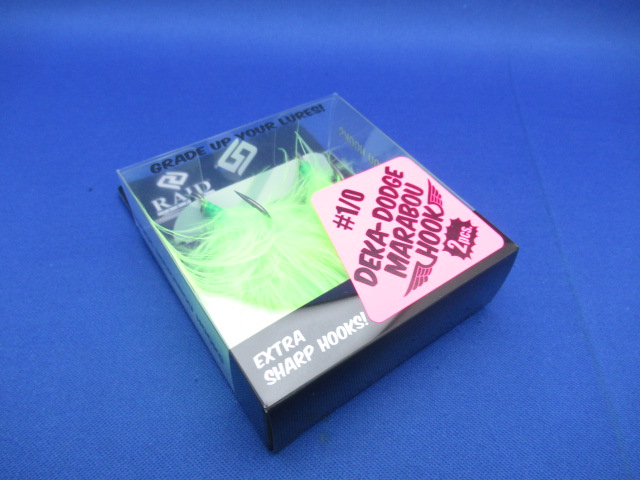 GRADE UP YOUR LURES!
RAID
#1/0
DEKA-DODGE
MARABOU
HOOK
2pcs.
EXTRA
SHARP HOOKS!